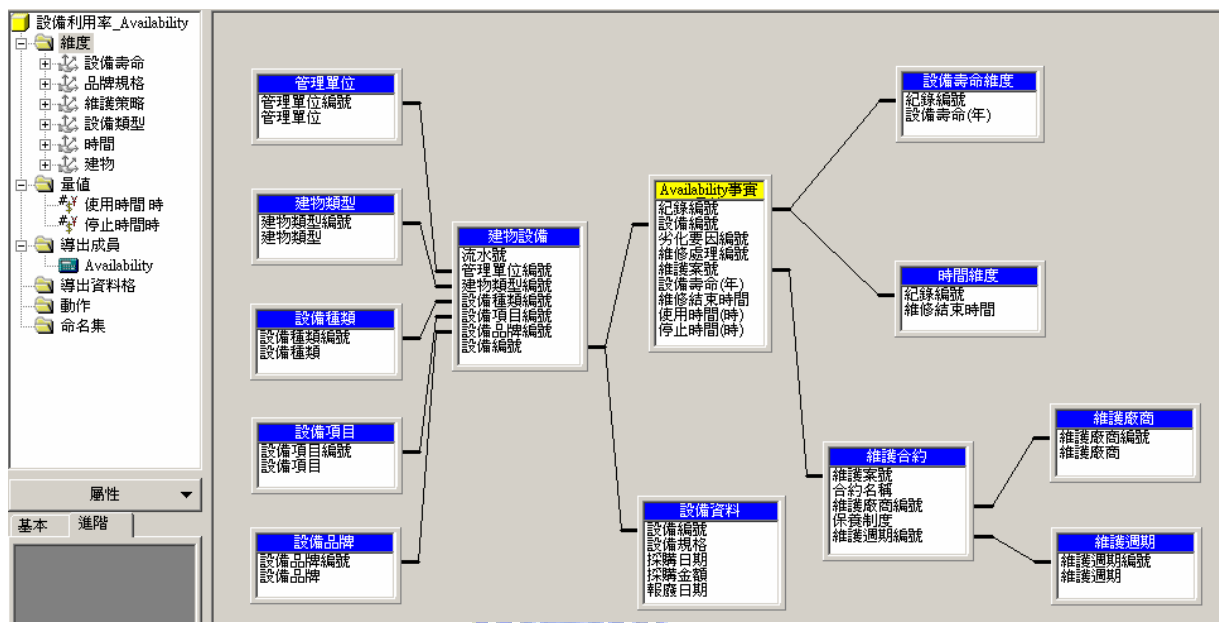 設備利用率_Availability
維度
設備壽命
品牌規格
維護策略
設備類型
時間
建物
量值
使用時間 時
停止時間時
導出成員
Availability
導出資料格
動作
命名集
屬性
基本
進階
管理單位
管理單位編號
管理單位
建物類型
建物類型編號
建物類型
設備種類
設備種類編號
設備種類
設備項目
設備項目編號
設備項目
設備品牌
設備品牌編號
設備品牌
建物設備
流水號
管理單位編號
建物類型編號
設備種類編號
設備項目編號
設備品牌編號
設備編號
Availability事實
紀錄編號
設備編號
劣化要因編號
維修處理編號
維護案號
設備壽命(年)
維修結束時間
使用時間(時)
停止時間(時)
設備資料
設備編號
設備規格
採購日期
採購金額
報廢日期
設備壽命維度
紀錄編號
設備壽命(年)
時間維度
紀錄編號
維修結束時間
維護合約
維護案號
合約名稱
維護廠商編號
保養制度
維護週期編號
維護廠商
維護廠商編號
維護廠商
維護週期
維護週期編號
維護週期